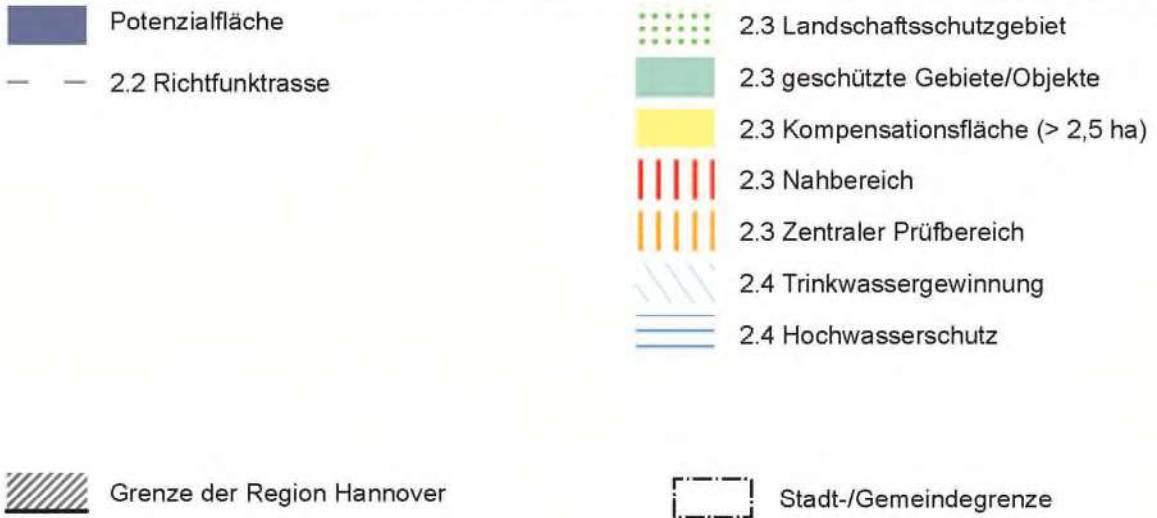 Potenzialfläche
2.2 Richtfunktrasse
2.3 Landschaftsschutzgebiet
2.3 geschützte Gebiete/Objekte
2.3 Kompensationsfläche (> 2,5 ha)
2.3 Nahbereich
2.3 Zentraler Prüfbereich
2.4 Trinkwassergewinnung
2.4 Hochwasserschutz
Grenze der Region Hannover
Stadt-/Gemeindegrenze